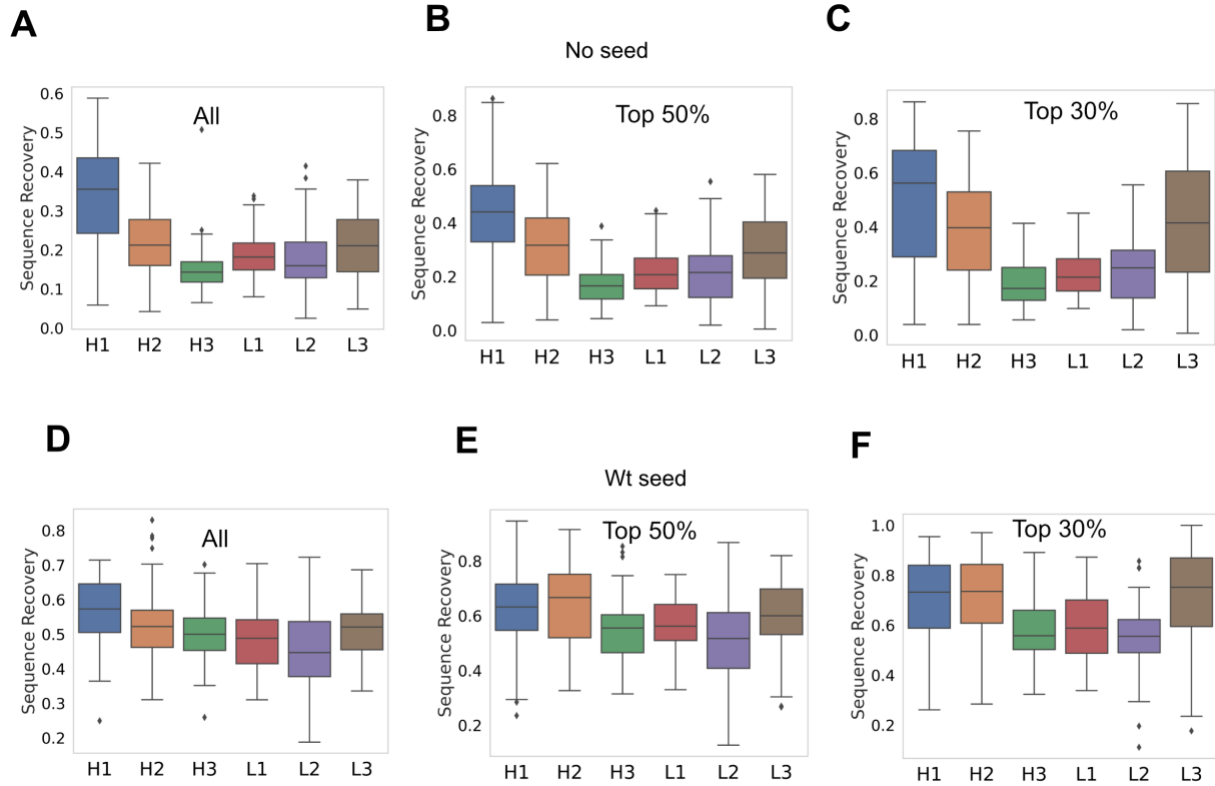 A
B
C
No seed
All
Top 50%
Top 30%
Sequence Recovery
0.6
0.5
0.4
0.3
0.2
0.1
0.0
H1 H2 H3 L1 L2 L3
Sequence Recovery
0.8
0.6
0.4
0.2
0.0
H1 H2 H3 L1 L2 L3
Sequence Recovery
0.8
0.6
0.4
0.2
0.0
H1 H2 H3 L1 L2 L3
D
E
F
Wt seed
All
Top 50%
Top 30%
Sequence Recovery
0.8
0.7
0.6
0.5
0.4
0.3
0.2
H1 H2 H3 L1 L2 L3
Sequence Recovery
0.8
0.6
0.4
0.2
H1 H2 H3 L1 L2 L3
Sequence Recovery
1.0
0.8
0.6
0.4
0.2
H1 H2 H3 L1 L2 L3